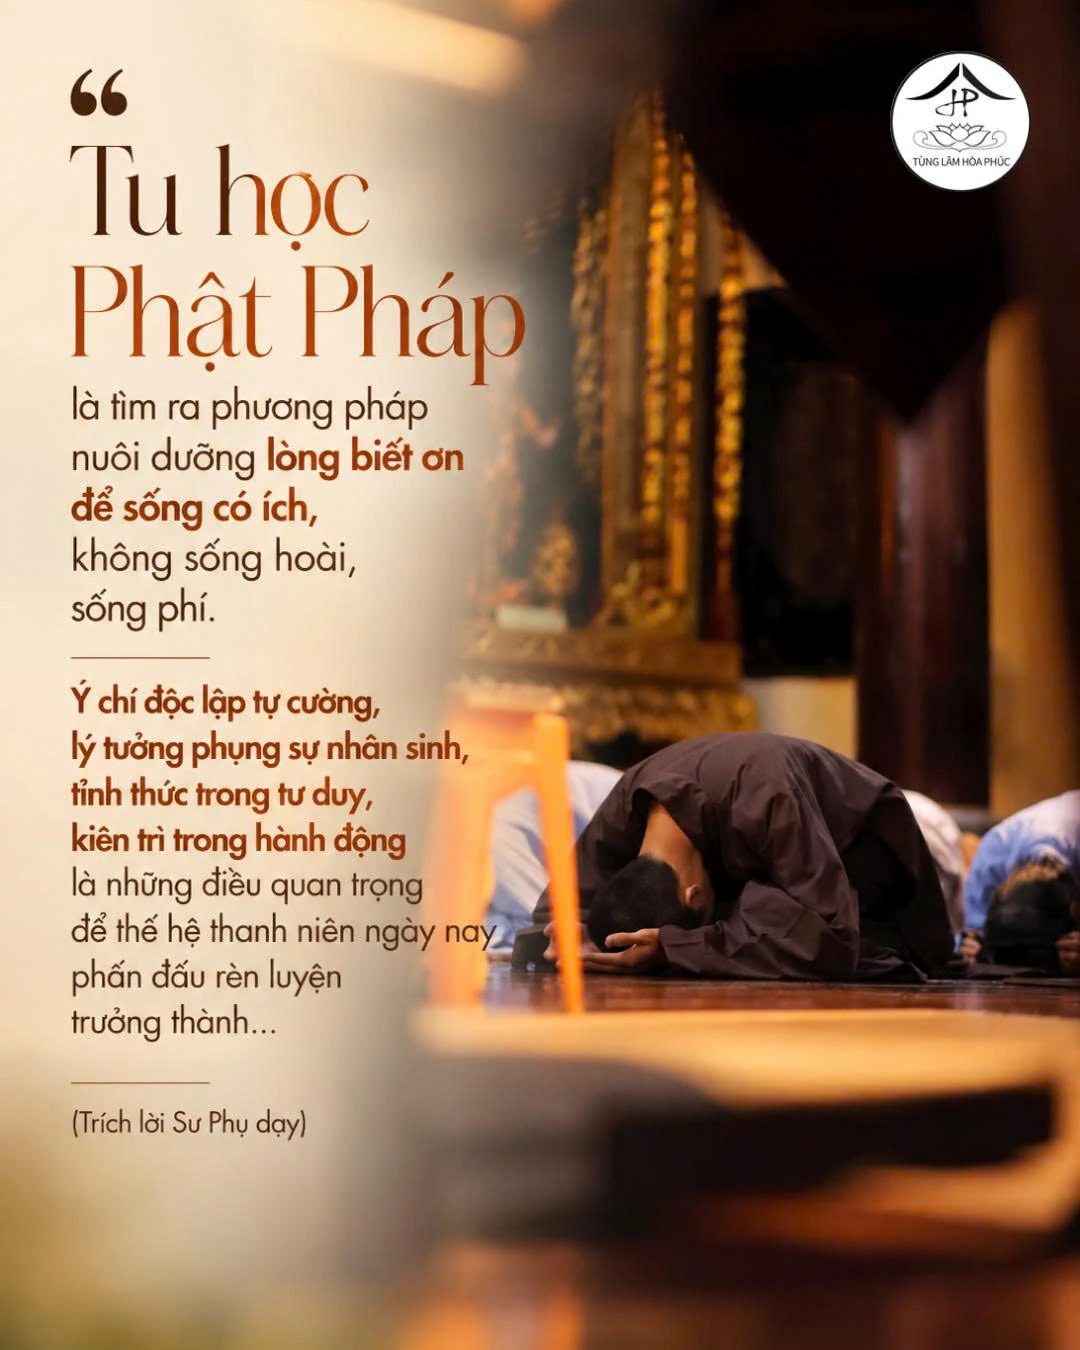 “
Tu học
Phật Pháp
là tìm ra phương pháp
nuôi dưỡng lòng biết ơn
để sống có ích,
không sống hoài,
sống phí.
Ý chí độc lập tự cường,
lý tưởng phụng sự nhân sinh,
tỉnh thức trong tư duy,
kiên trì trong hành động
là những điều quan trọng
để thế hệ thanh niên ngày nay
phấn đấu rèn luyện
trưởng thành...
(Trích lời Sư Phụ dạy)
HP
TÙNG LÂM HÒA PHÚC